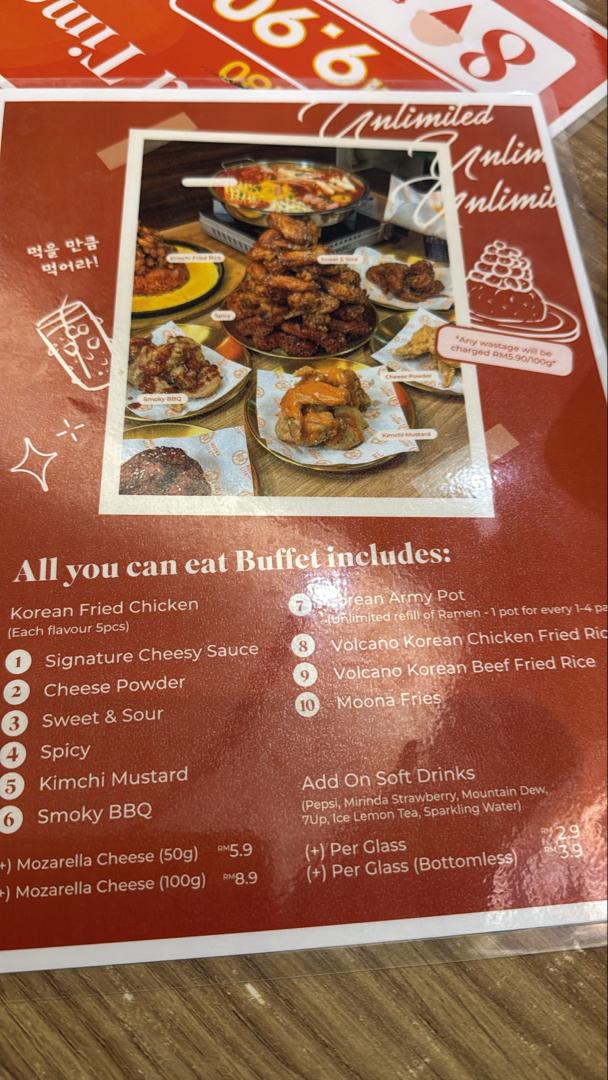 Unlimited
먹을 만큼
먹어라!
Kimchi Fried Rice
Sweet & Sour
Spicy
*Any wastage will be
charged RM5.90/100g*
Cheese Powder
Smoky BBQ
Kimchi Mustard
All you can eat Buffet includes:
Korean Fried Chicken
(Each flavour 5pcs)
1 Signature Cheesy Sauce
2 Cheese Powder
3 Sweet & Sour
4 Spicy
5 Kimchi Mustard
6 Smoky BBQ
(+) Mozarella Cheese (50g) RM5.9
(+) Mozarella Cheese (100g) RM8.9
7 Korean Army Pot
(Unlimited refill of Ramen - 1 pot for every 1-4 pa
8 Volcano Korean Chicken Fried Ric
9 Volcano Korean Beef Fried Rice
10 Moona Fries
Add On Soft Drinks
(Pepsi, Mirinda Strawberry, Mountain Dew,
7Up, Ice Lemon Tea, Sparkling Water)
(+) Per Glass RM2.9
(+) Per Glass (Bottomless) RM3.9